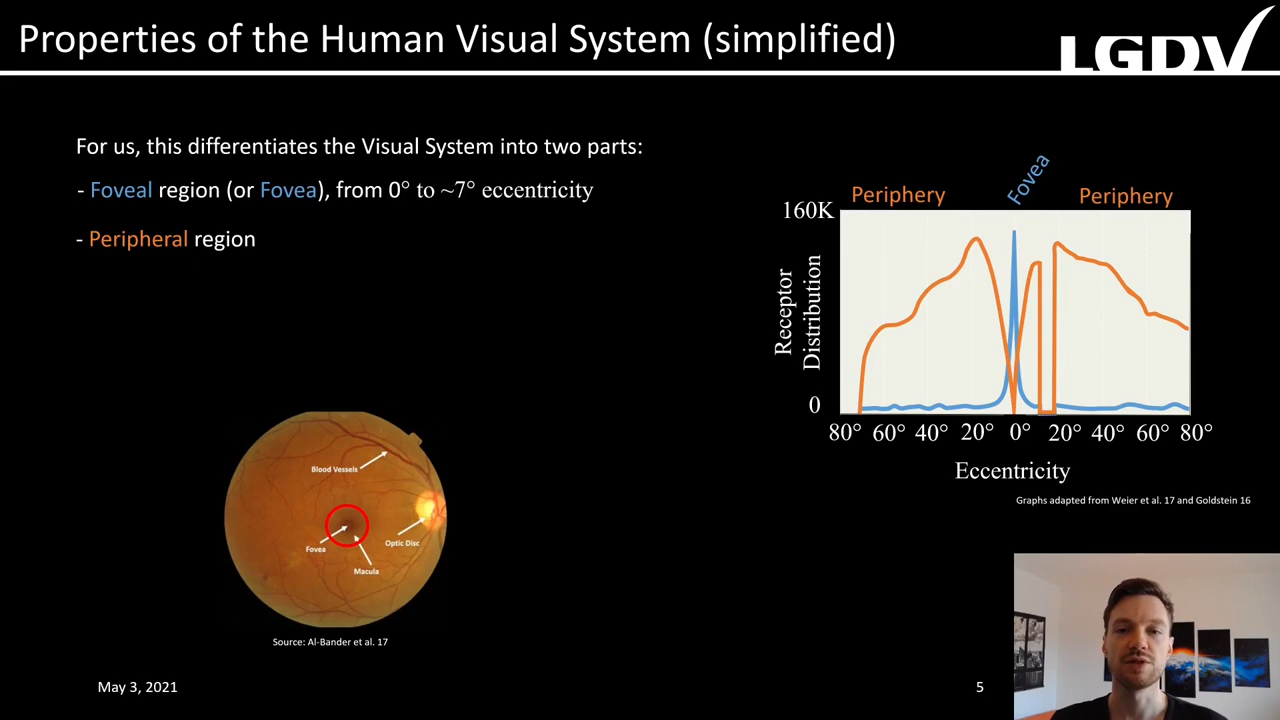 Properties of the Human Visual System (simplified)
LGDV
For us, this differentiates the Visual System into two parts:
- Foveal region (or Fovea), from 0° to ~7° eccentricity
- Peripheral region
Periphery
Fovea
Periphery
160K
Receptor
Distribution
0
80° 60° 40° 20° 0° 20° 40° 60° 80°
Eccentricity
Graphs adapted from Weier et al. 17 and Goldstein 16
Blood Vessels
Fovea
Optic Disc
Macula
Source: Al-Bander et al. 17
May 3, 2021
5